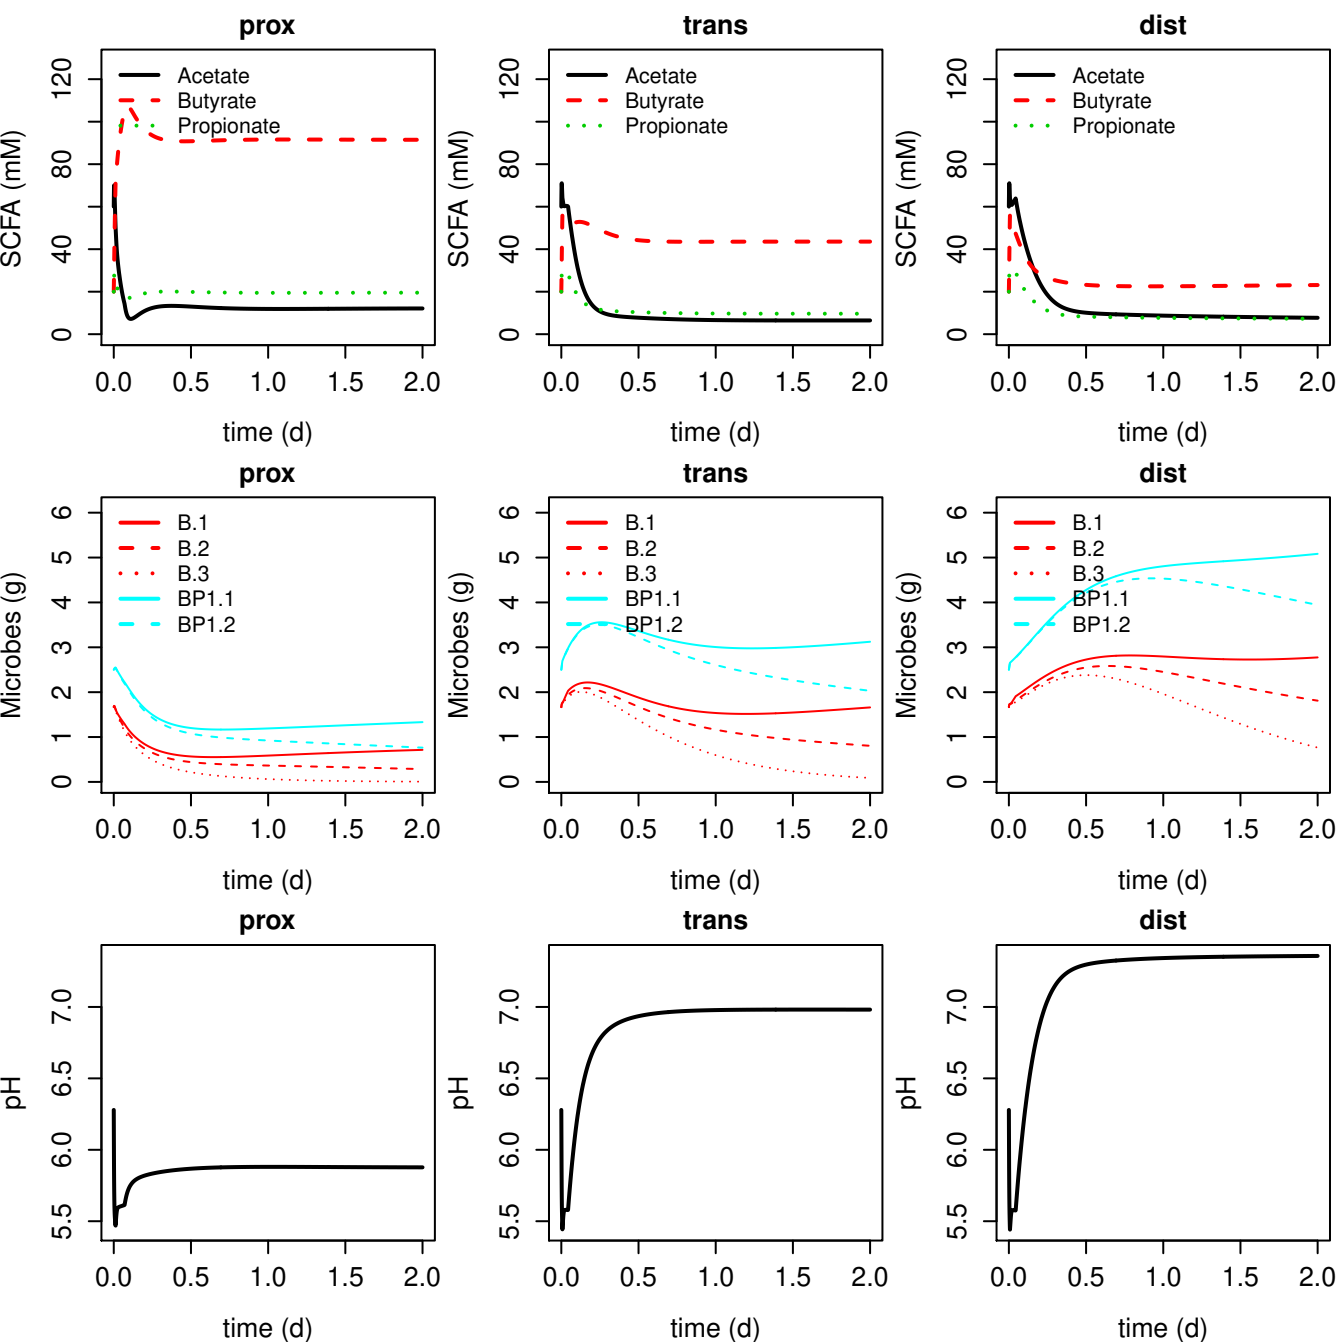 prox
SCFA (mM)
0 40 80 120
Acetate
Butyrate
Propionate
0.0 0.5 1.0 1.5 2.0
time (d)
trans
SCFA (mM)
0 40 80 120
Acetate
Butyrate
Propionate
0.0 0.5 1.0 1.5 2.0
time (d)
dist
SCFA (mM)
0 40 80 120
Acetate
Butyrate
Propionate
0.0 0.5 1.0 1.5 2.0
time (d)
prox
Microbes (g)
0 1 2 3 4 5 6
B.1
B.2
B.3
BP1.1
BP1.2
0.0 0.5 1.0 1.5 2.0
time (d)
trans
Microbes (g)
0 1 2 3 4 5 6
B.1
B.2
B.3
BP1.1
BP1.2
0.0 0.5 1.0 1.5 2.0
time (d)
dist
Microbes (g)
0 1 2 3 4 5 6
B.1
B.2
B.3
BP1.1
BP1.2
0.0 0.5 1.0 1.5 2.0
time (d)
prox
pH
5.5 6.0 6.5 7.0
0.0 0.5 1.0 1.5 2.0
time (d)
trans
pH
5.5 6.0 6.5 7.0
0.0 0.5 1.0 1.5 2.0
time (d)
dist
pH
5.5 6.0 6.5 7.0
0.0 0.5 1.0 1.5 2.0
time (d)